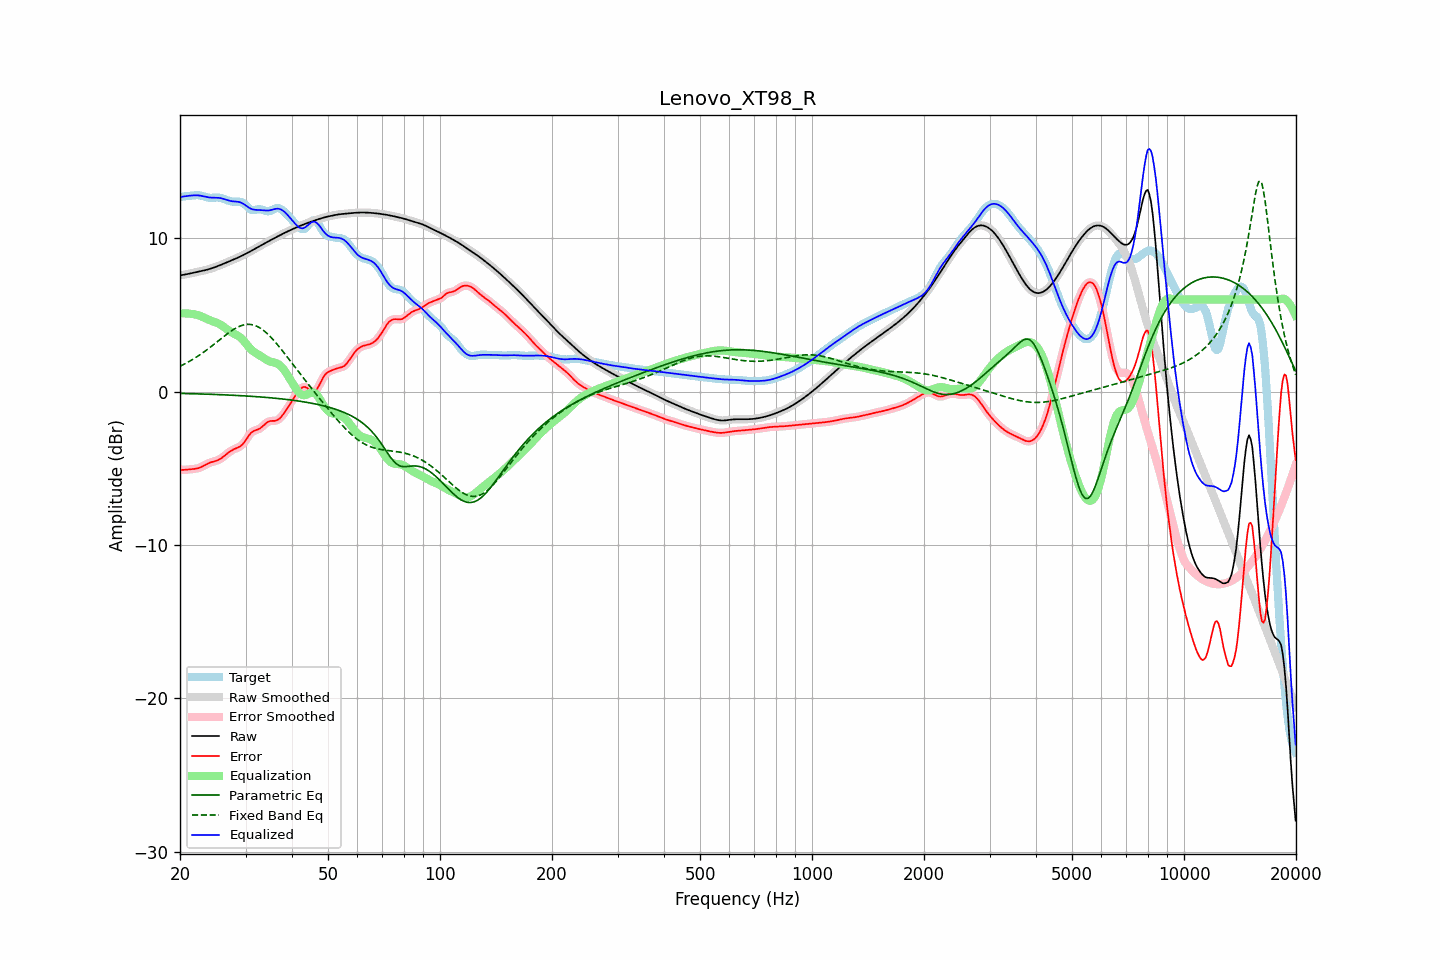 Lenovo_XT98_R
Amplitude (dBr)
10
0
−10
−20
−30
Target
Raw Smoothed
Error Smoothed
Raw
Error
Equalization
Parametric Eq
Fixed Band Eq
Equalized
20 50 100 200 500 1000 2000 5000 10000 20000
Frequency (Hz)